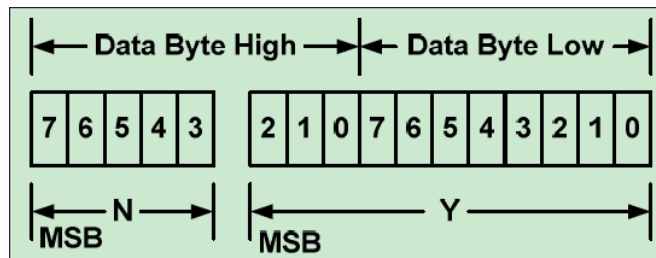 Data Byte High Data Byte Low
7 6 5 4 3 2 1 0 7 6 5 4 3 2 1 0
N Y
MSB MSB